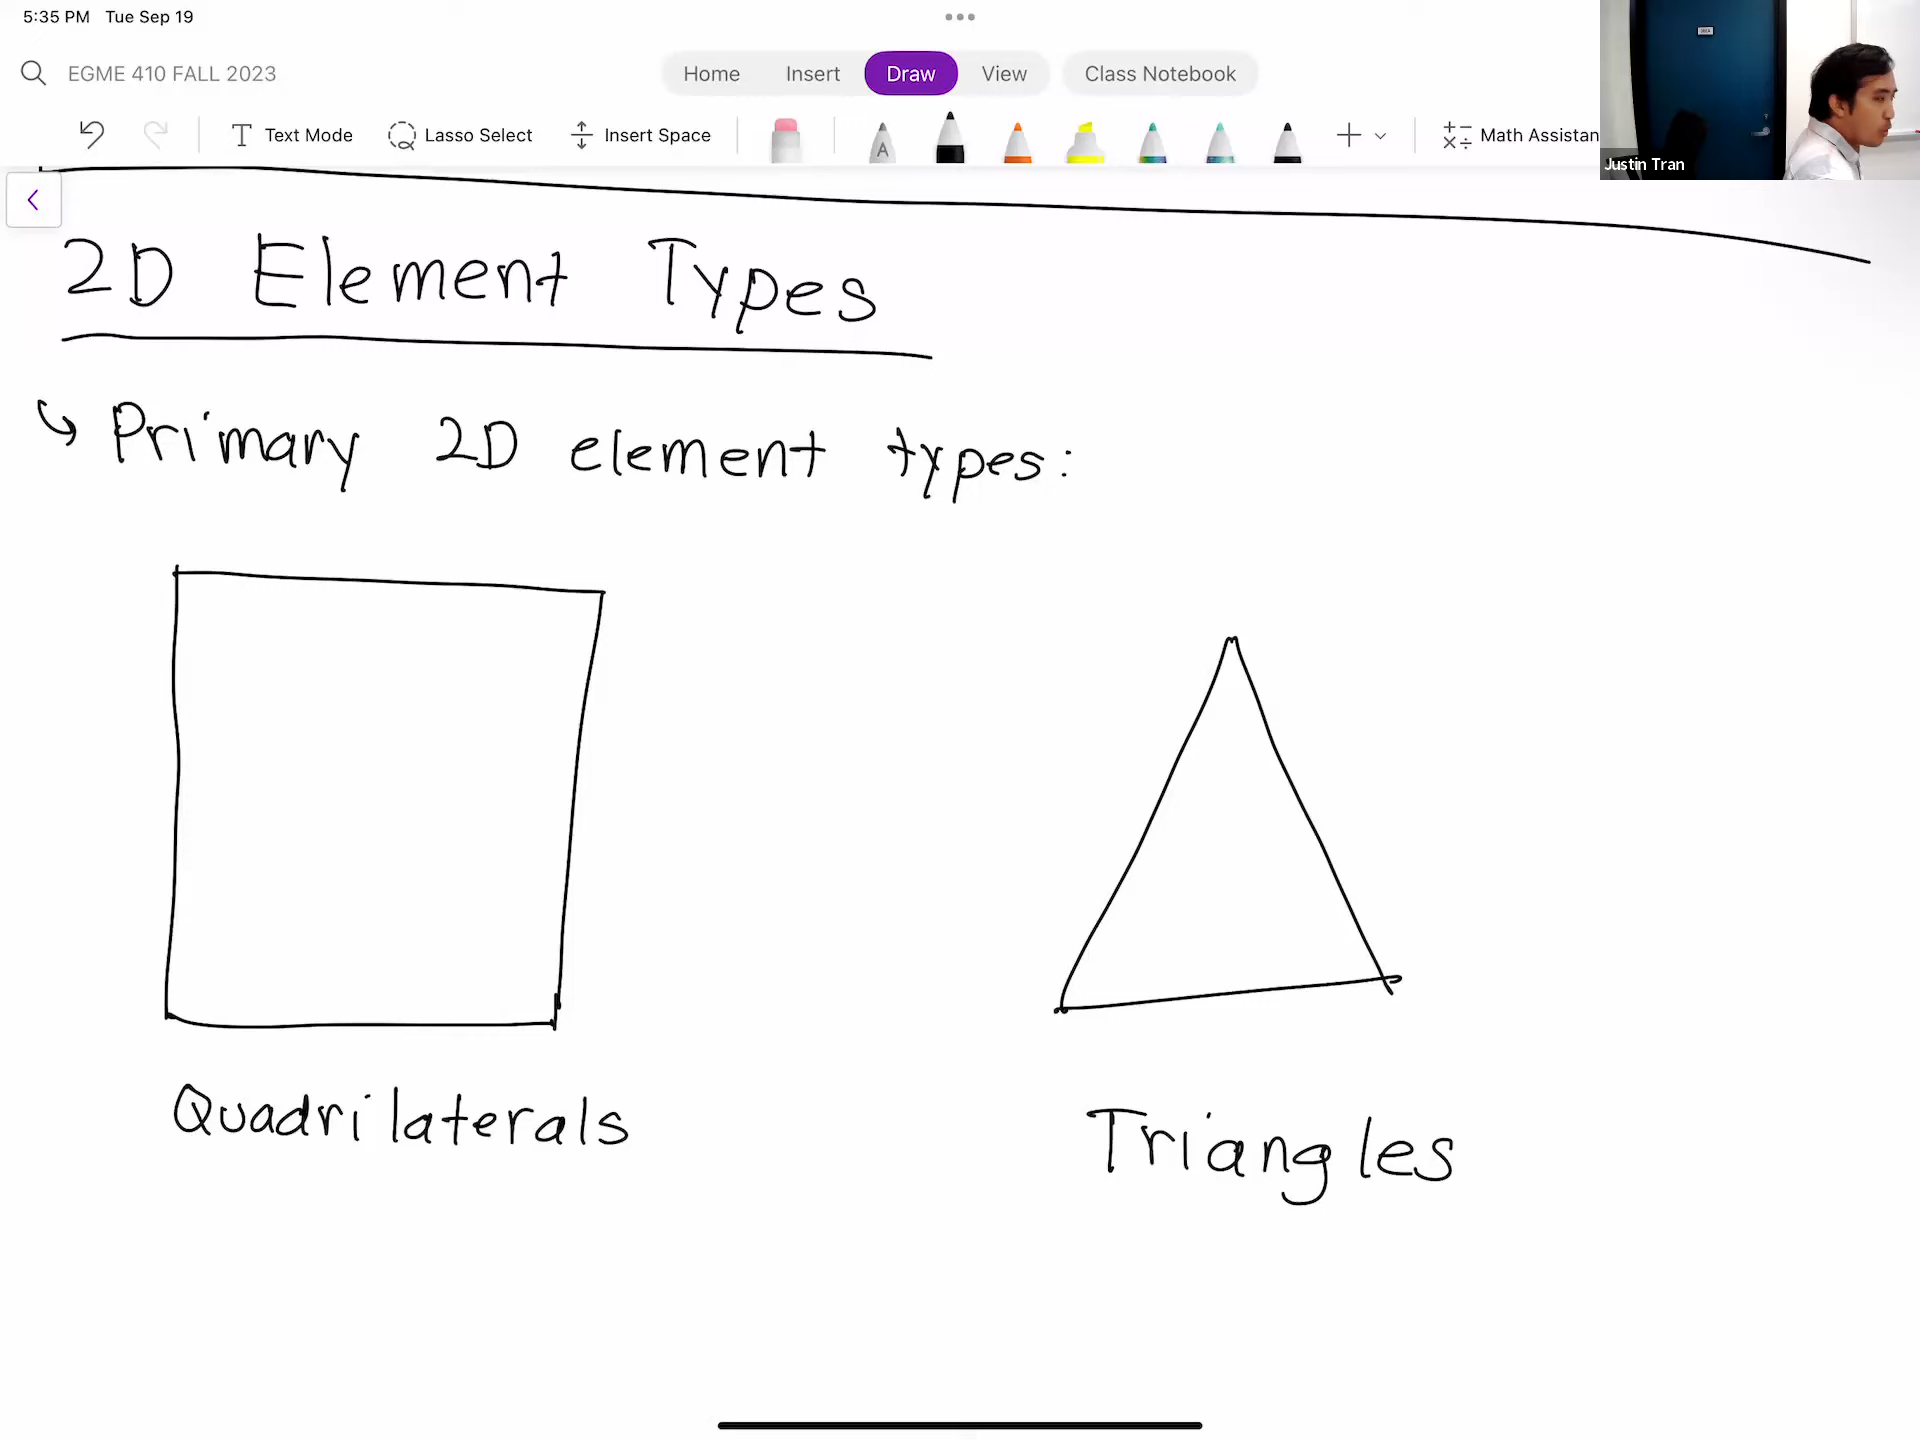 5:35 PM Tue Sep 19
EGME 410 FALL 2023
Home Insert Draw View Class Notebook
Text Mode Lasso Select Insert Space A Math Assistan
Justin Tran
2D Element Types
Primary 2D element types:
Quadrilaterals
Triangles